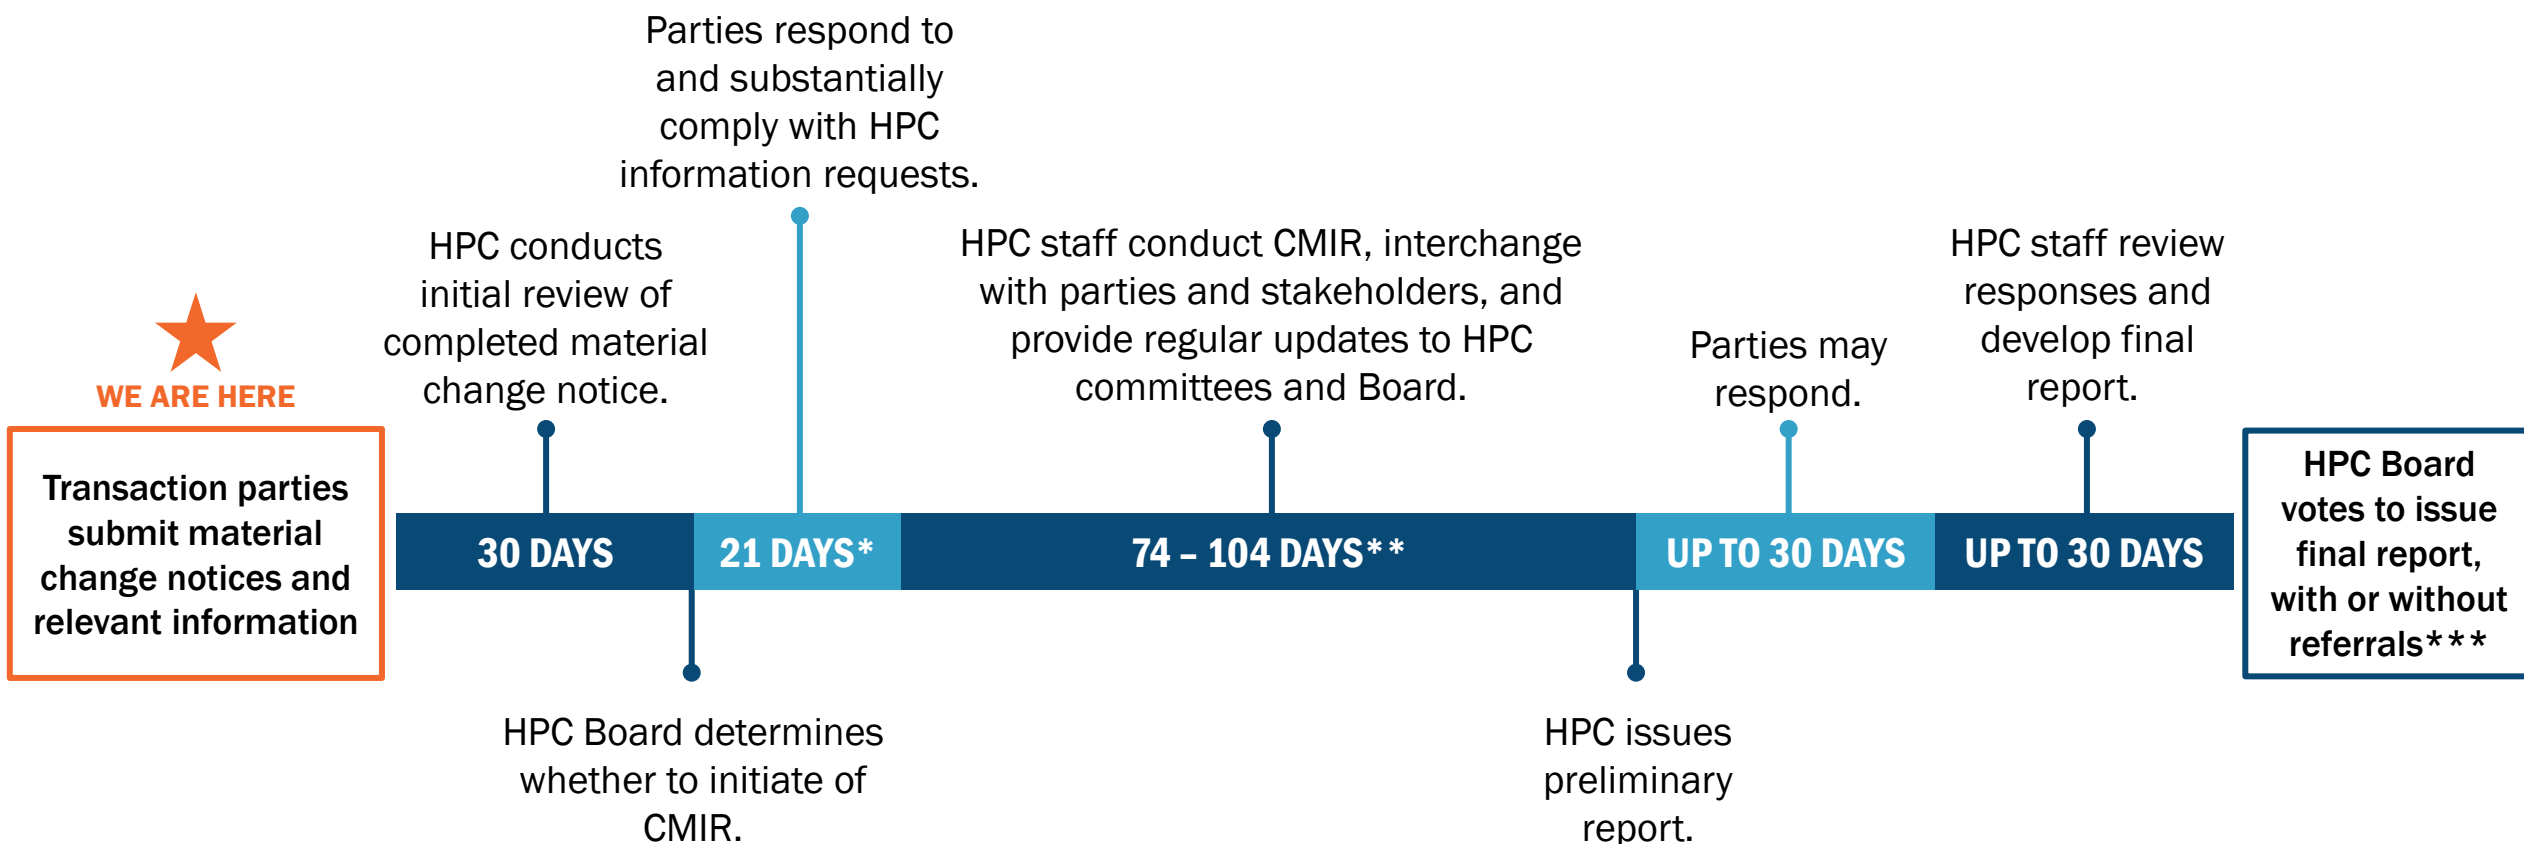 WE ARE HERE
Transaction parties
submit material
change notices and
relevant information
HPC conducts
initial review of
completed material
change notice.
30 DAYS
HPC Board determines
whether to initiate of
CMIR.
Parties respond to
and substantially
comply with HPC
information requests.
21 DAYS*
HPC staff conduct CMIR, interchange
with parties and stakeholders, and
provide regular updates to HPC
committees and Board.
74 – 104 DAYS**
HPC issues
preliminary
report.
Parties may
respond.
UP TO 30 DAYS
HPC staff review
responses and
develop final
report.
UP TO 30 DAYS
HPC Board
votes to issue
final report,
with or without
referrals***